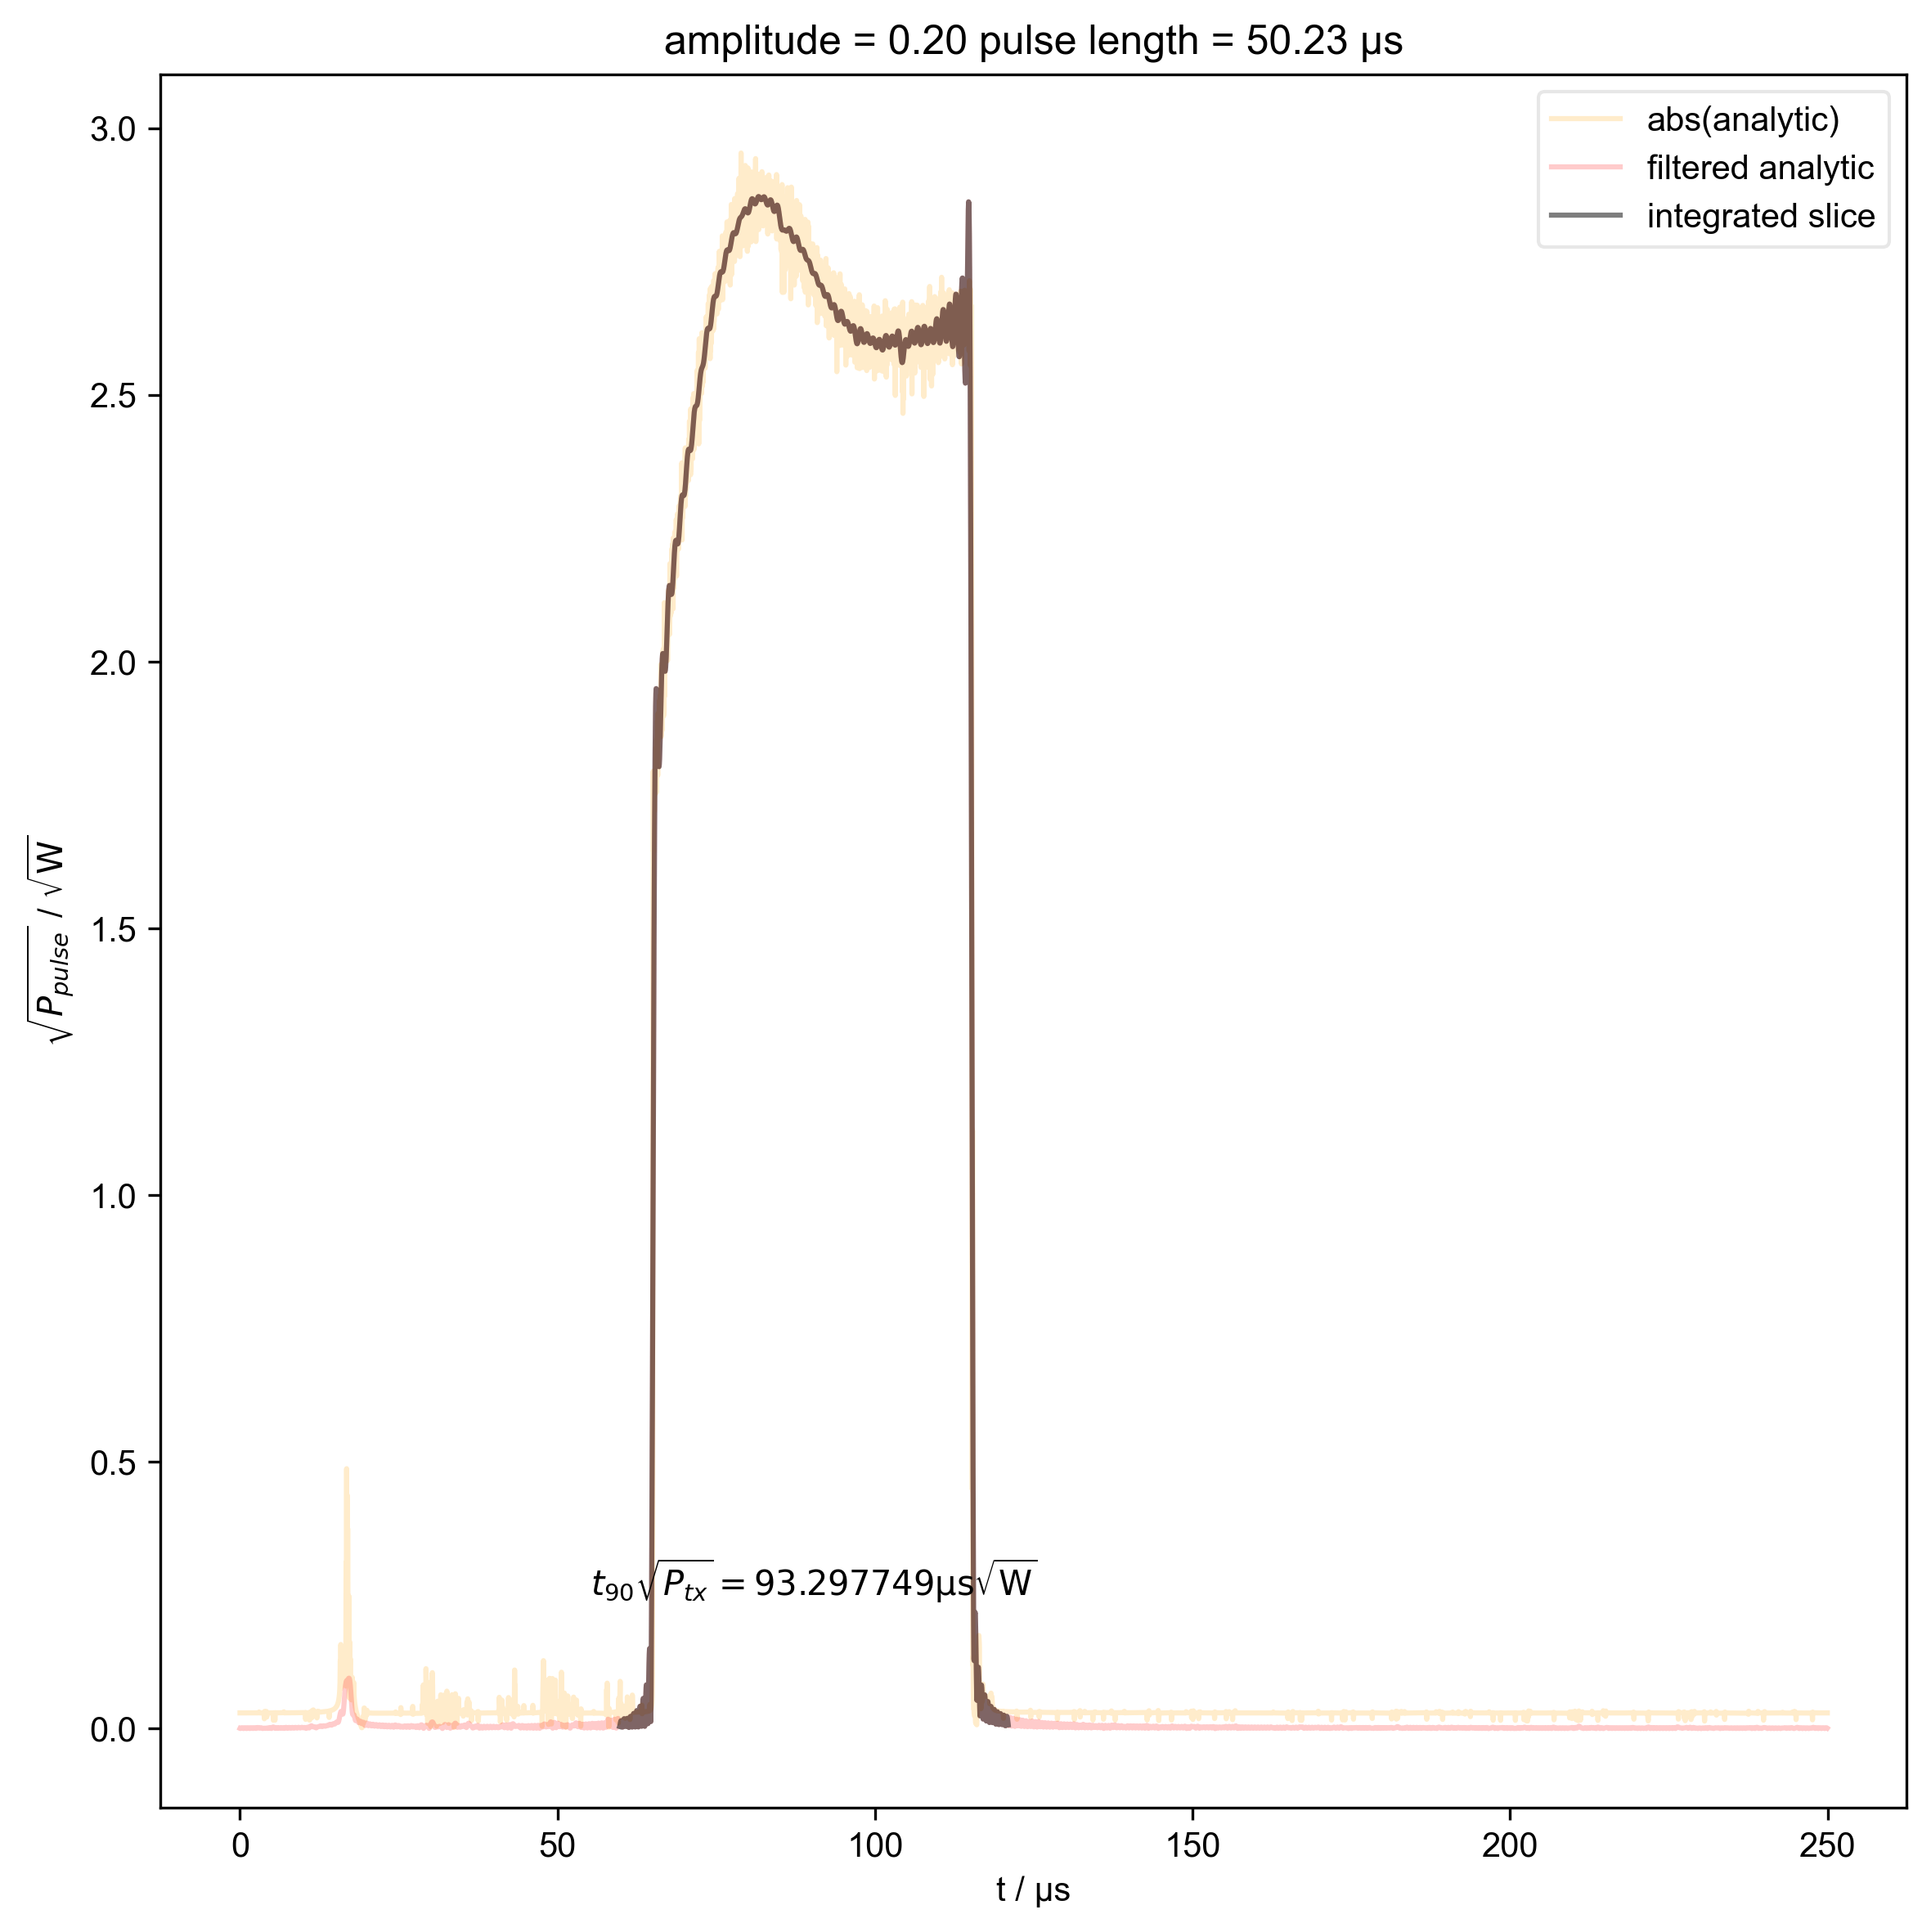 amplitude = 0.20 pulse length = 50.23 µs
abs(analytic)
filtered analytic
integrated slice
3.0
2.5
2.0
1.5
1.0
0.5
0.0
√P_pulse / √W
t₉₀√P_tx = 93.297749µs√W
0 50 100 150 200 250
t / µs